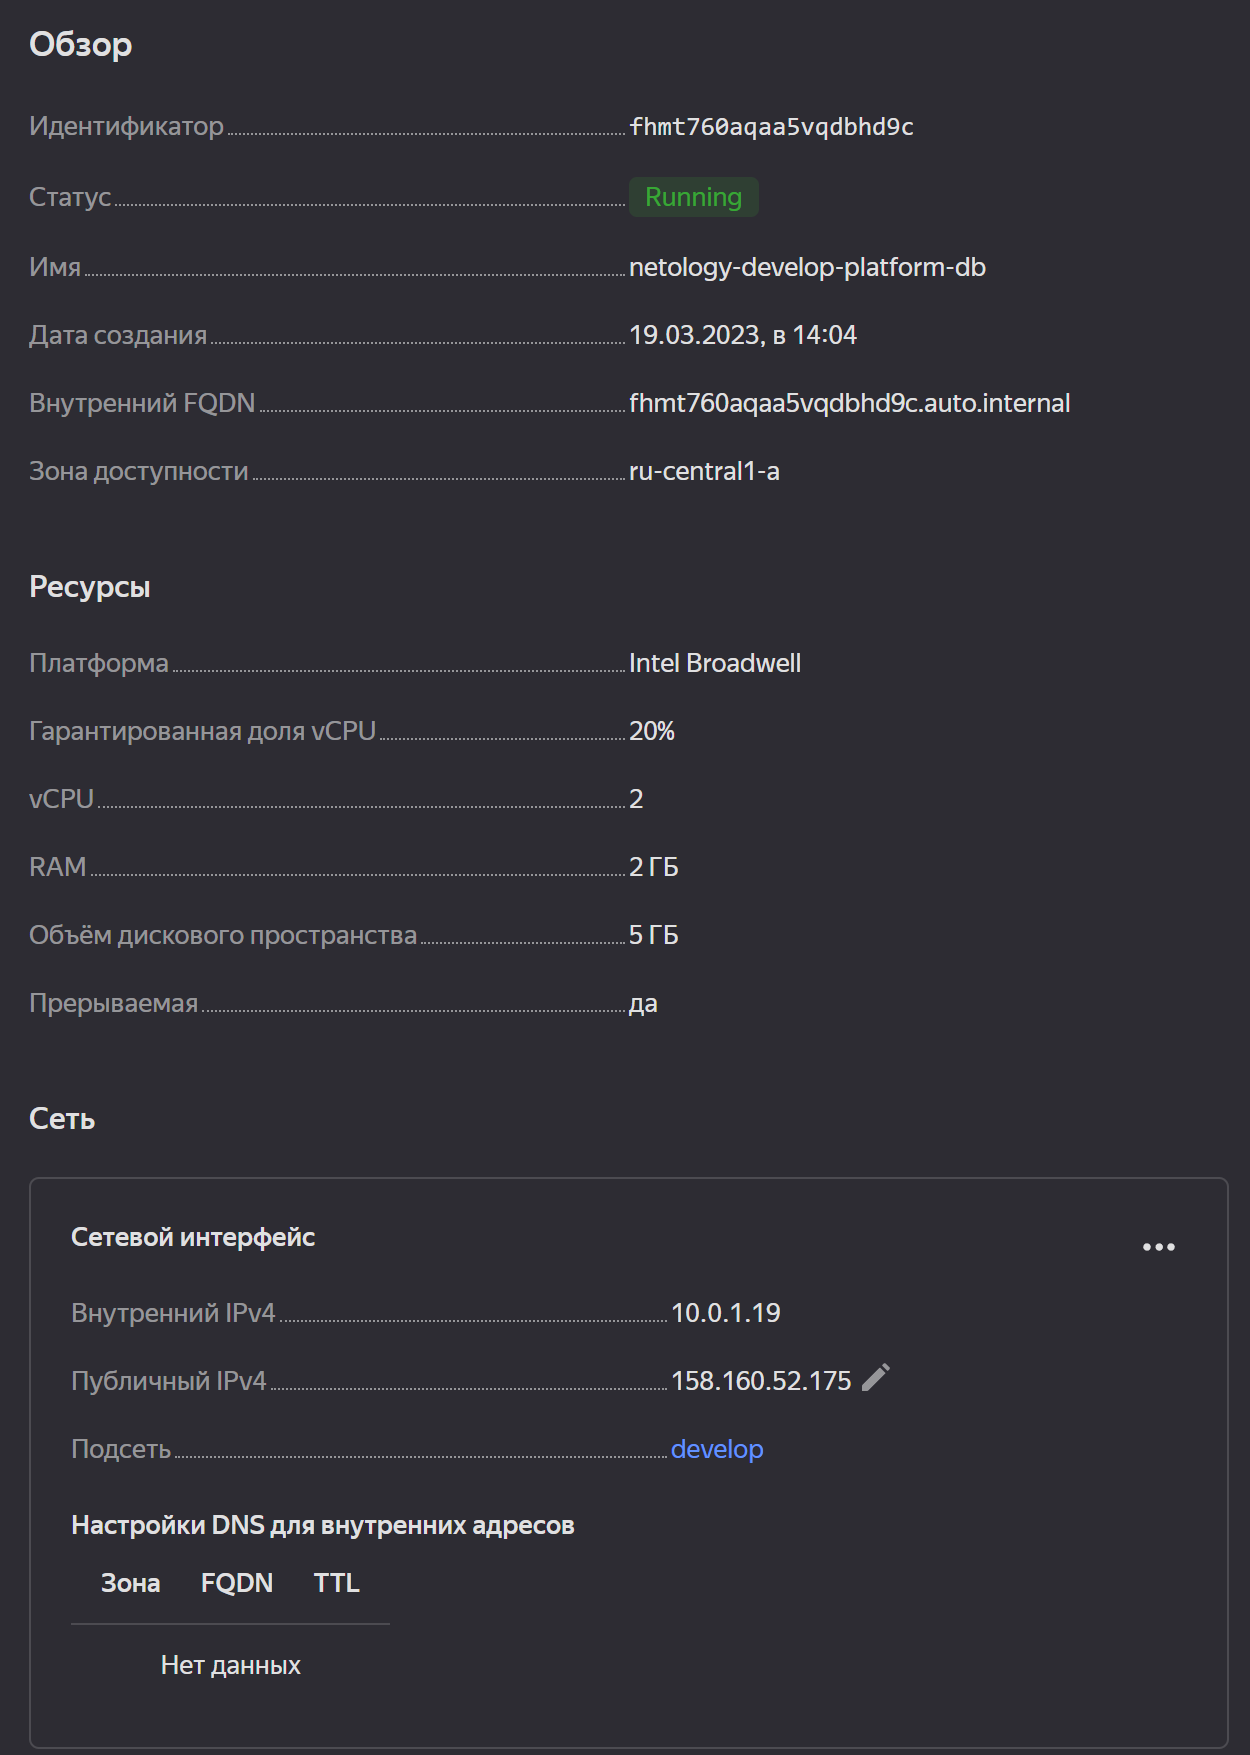 Обзор
Идентификатор fhmt760aqaa5vqdbhd9c
Статус Running
Имя netology-develop-platform-db
Дата создания 19.03.2023, в 14:04
Внутренний FQDN fhmt760aqaa5vqdbhd9c.auto.internal
Зона доступности ru-central1-a
Ресурсы
Платформа Intel Broadwell
Гарантированная доля vCPU 20%
vCPU 2
RAM 2 ГБ
Объём дискового пространства 5 ГБ
Прерываемая да
Сеть
Сетевой интерфейс
Внутренний IPv4 10.0.1.19
Публичный IPv4 158.160.52.175
Подсеть develop
Настройки DNS для внутренних адресов
Зона FQDN TTL
Нет данных